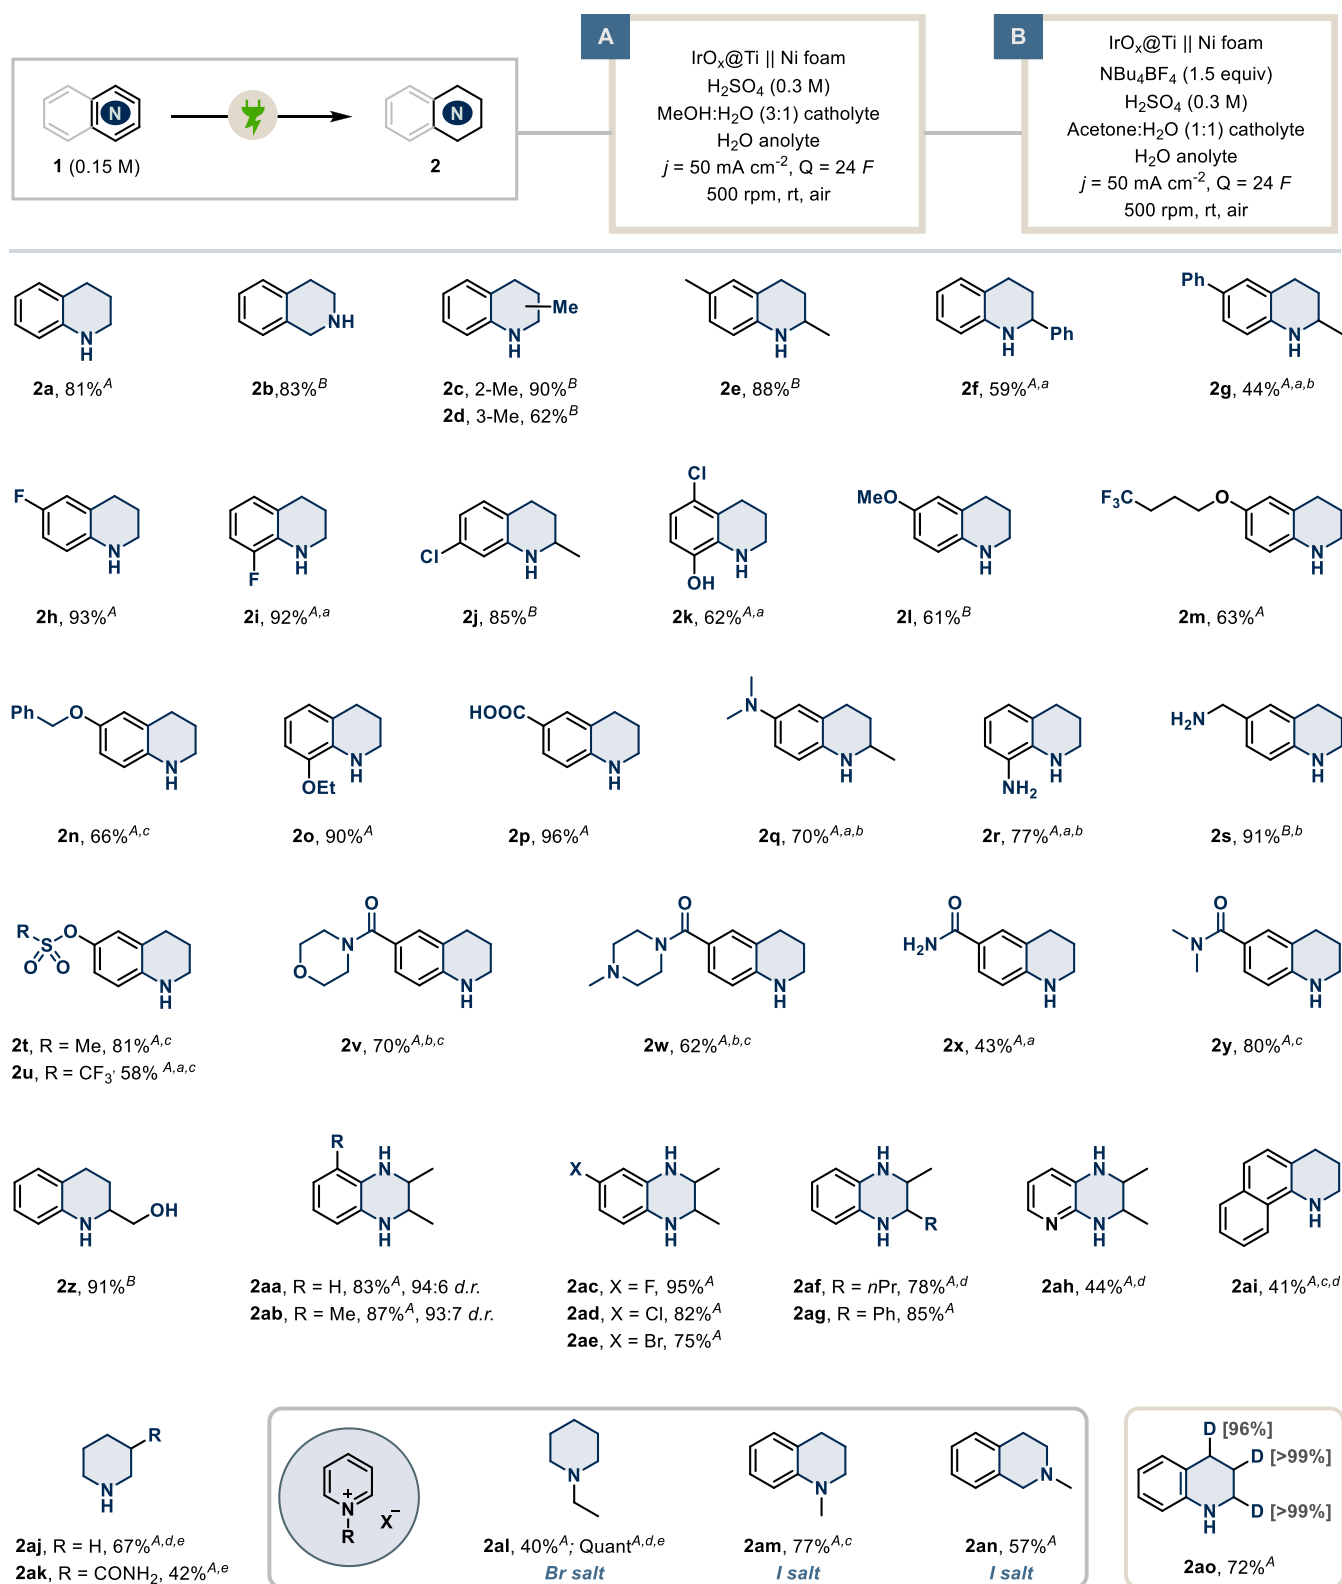 N
N
1 (0.15 M)
2
A
IrOₓ@Ti || Ni foam
H₂SO₄ (0.3 M)
MeOH:H₂O (3:1) catholyte
H₂O anolyte
j = 50 mA cm⁻², Q = 24 F
500 rpm, rt, air
B
IrOₓ@Ti || Ni foam
NBu₄BF₄ (1.5 equiv)
H₂SO₄ (0.3 M)
Acetone:H₂O (1:1) catholyte
H₂O anolyte
j = 50 mA cm⁻², Q = 24 F
500 rpm, rt, air
N
H
2a, 81%ᴬ
NH
2b,83%ᴮ
Me
N
H
2c, 2-Me, 90%ᴮ
2d, 3-Me, 62%ᴮ
N
H
2e, 88%ᴮ
N
H
Ph
2f, 59%ᴬ,ᵃ
Ph
N
H
2g, 44%ᴬ,ᵃ,ᵇ
F
N
H
2h, 93%ᴬ
N
H
F
2i, 92%ᴬ,ᵃ
Cl
N
H
2j, 85%ᴮ
Cl
N
H
OH
2k, 62%ᴬ,ᵃ
MeO
N
H
2l, 61%ᴮ
F₃C
O
N
H
2m, 63%ᴬ
Ph
O
N
H
2n, 66%ᴬ,ᶜ
N
H
OEt
2o, 90%ᴬ
HOOC
N
H
2p, 96%ᴬ
N
N
H
2q, 70%ᴬ,ᵃ,ᵇ
N
H
NH₂
2r, 77%ᴬ,ᵃ,ᵇ
H₂N
N
H
2s, 91%ᴮ,ᵇ
R
S
O
O O
N
H
2t, R = Me, 81%ᴬ,ᶜ
2u, R = CF₃, 58% ᴬ,ᵃ,ᶜ
O
N
O
N
H
2v, 70%ᴬ,ᵇ,ᶜ
O
N
N
N
H
2w, 62%ᴬ,ᵇ,ᶜ
O
H₂N
N
H
2x, 43%ᴬ,ᵃ
O
N
N
H
2y, 80%ᴬ,ᶜ
N
H
OH
2z, 91%ᴮ
R
H
N
N
H
2aa, R = H, 83%ᴬ, 94:6 d.r.
2ab, R = Me, 87%ᴬ, 93:7 d.r.
X
H
N
N
H
2ac, X = F, 95%ᴬ
2ad, X = Cl, 82%ᴬ
2ae, X = Br, 75%ᴬ
H
N
N
H
R
2af, R = nPr, 78%ᴬ,ᵈ
2ag, R = Ph, 85%ᴬ
H
N
N
N
H
2ah, 44%ᴬ,ᵈ
N
H
2ai, 41%ᴬ,ᶜ,ᵈ
R
N
H
2aj, R = H, 67%ᴬ,ᵈ,ᵉ
2ak, R = CONH₂, 42%ᴬ,ᵉ
N⁺
R
X⁻
N
2al, 40%ᴬ; Quantᴬ,ᵈ,ᵉ
Br salt
N
2am, 77%ᴬ,ᶜ
I salt
N
2an, 57%ᴬ
I salt
D [96%]
D [>99%]
D [>99%]
N
H
2ao, 72%ᴬ